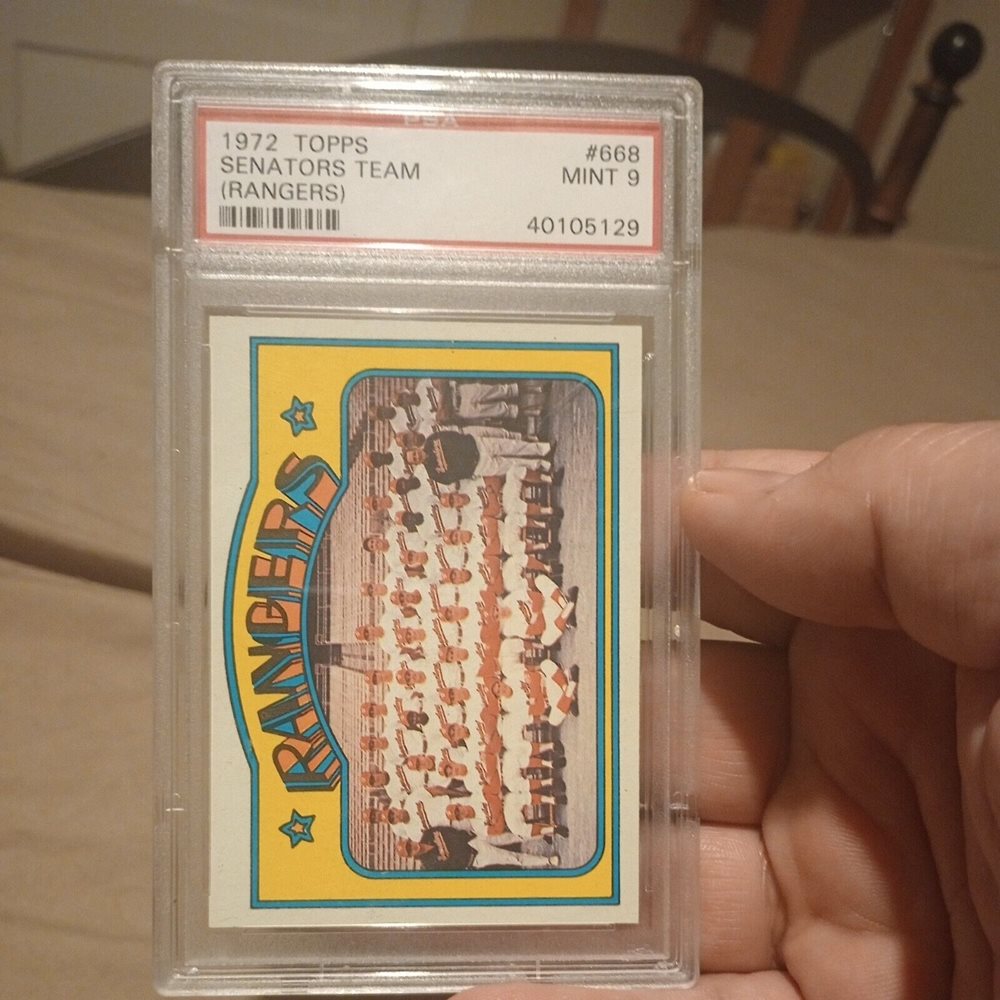 1972 TOPPS
SENATORS TEAM
(RANGERS)
#668
MINT 9
40105129
RANGERS